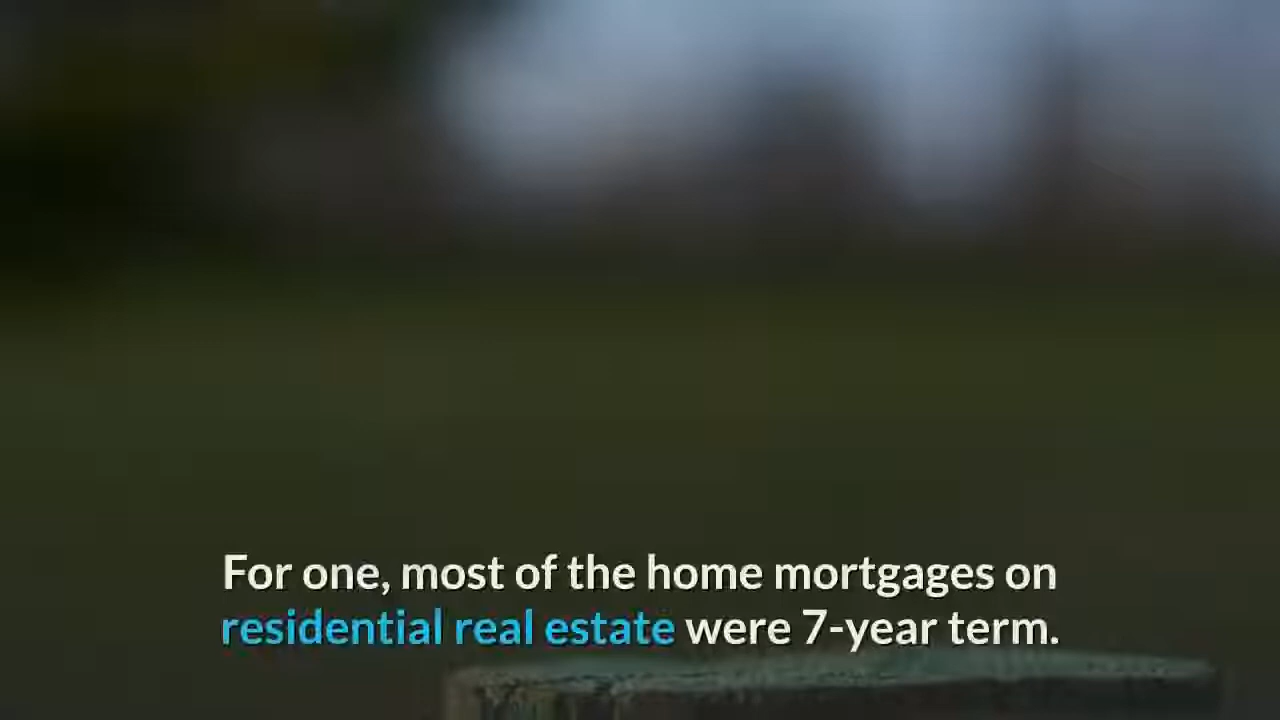 For one, most of the home mortgages on
residential real estate were 7-year term.